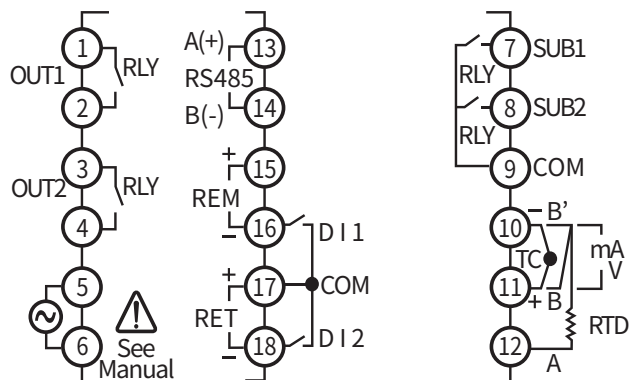 1
OUT1
RLY
2
3
OUT2
RLY
4
5
6
See
Manual
A(+)
13
RS485
B(-)
14
+
15
REM
–
16
DI1
+
17
COM
RET
–
18
DI2
7
SUB1
RLY
8
SUB2
RLY
9
COM
10
– B'
TC
mA
V
11
+ B
RTD
12
A